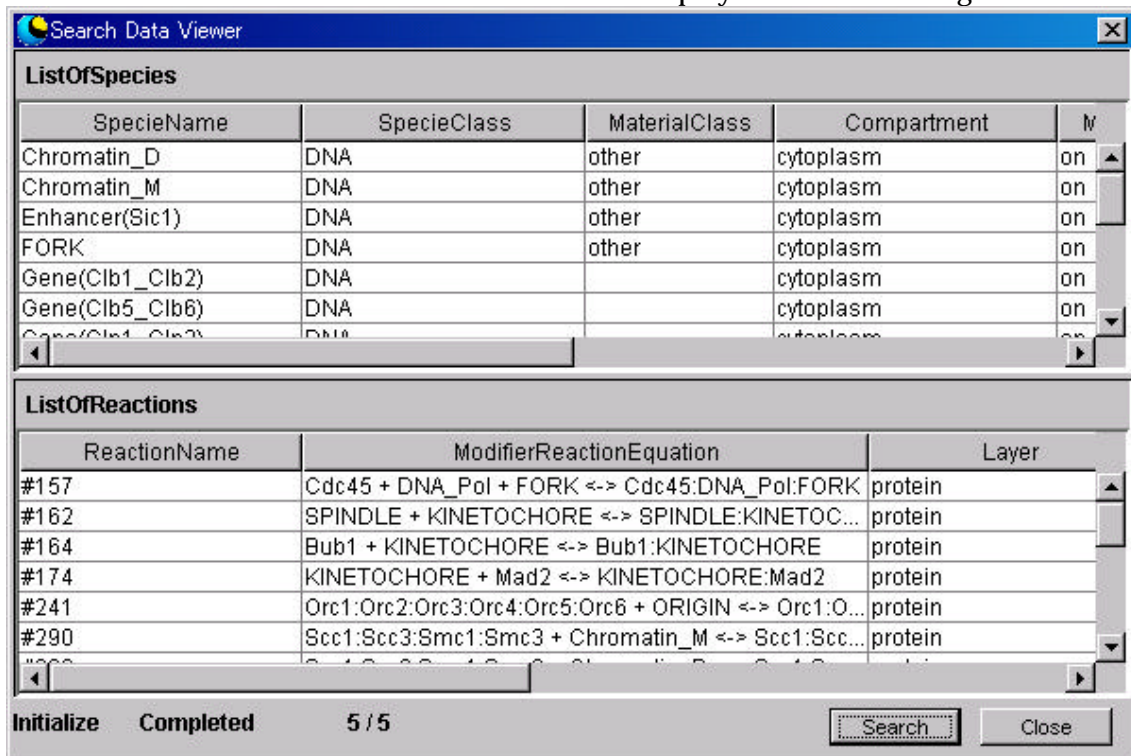 Search Data Viewer
ListOfSpecies
SpecieName SpecieClass MaterialClass Compartment
Chromatin_D DNA other cytoplasm on
Chromatin_M DNA other cytoplasm on
Enhancer(Sic1) DNA other cytoplasm on
FORK DNA other cytoplasm on
Gene(Clb1_Clb2) DNA cytoplasm on
Gene(Clb5_Clb6) DNA cytoplasm on
ListOfReactions
ReactionName ModifierReactionEquation Layer
#157 Cdc45 + DNA_Pol + FORK <-> Cdc45:DNA_Pol:FORK protein
#162 SPINDLE + KINETOCHORE <-> SPINDLE:KINETOC... protein
#164 Bub1 + KINETOCHORE <-> Bub1:KINETOCHORE protein
#174 KINETOCHORE + Mad2 <-> KINETOCHORE:Mad2 protein
#241 Orc1:Orc2:Orc3:Orc4:Orc5:Orc6 + ORIGIN <-> Orc1:O... protein
#290 Scc1:Scc3:Smc1:Smc3 + Chromatin_M <-> Scc1:Scc... protein
Initialize Completed 5 / 5 Search Close